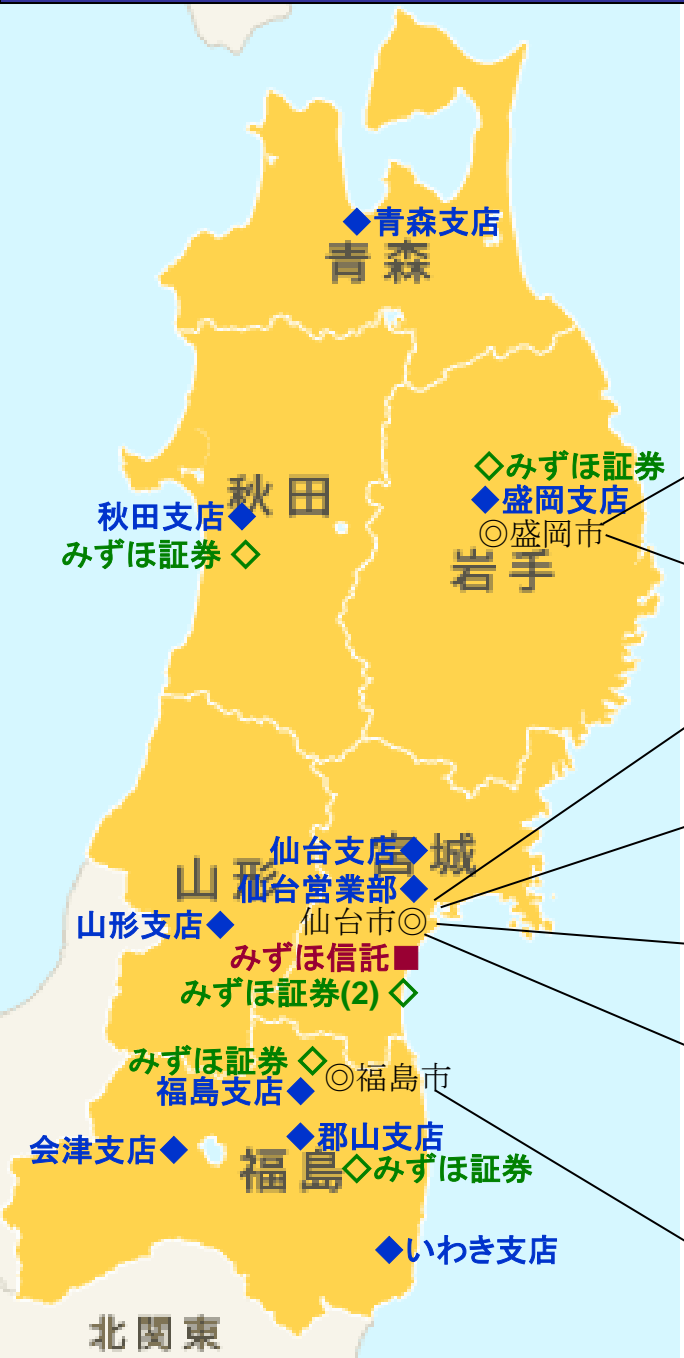 ◆青森支店
青森
◇みずほ証券
◆盛岡支店
◎盛岡市
岩手
秋田
秋田支店◆
みずほ証券◇
仙台支店◆
宮城
山形
仙台営業部◆
仙台市◎
山形支店◆
みずほ信託■
みずほ証券(2)◇
みずほ証券◇
◎福島市
福島支店◆
◆郡山支店
会津支店◆
福島
◇みずほ証券
◆いわき支店
北関東